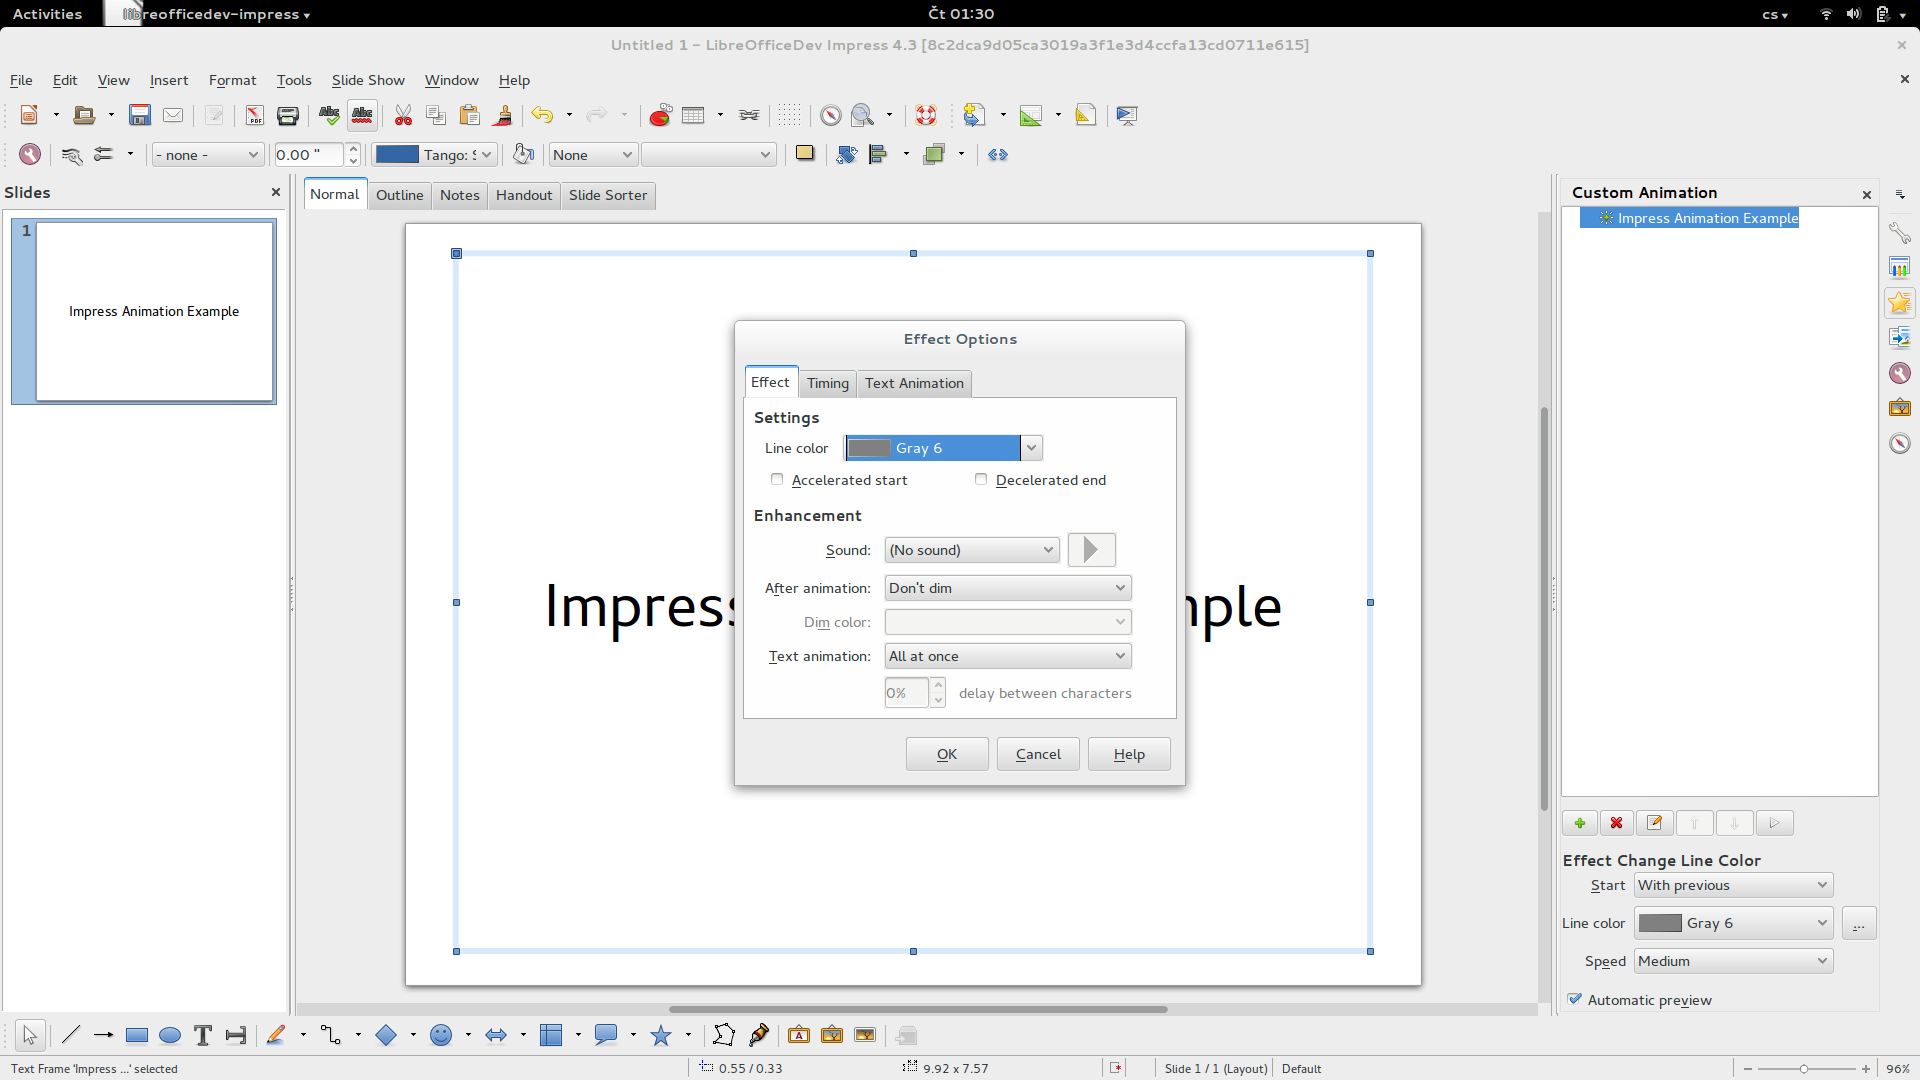 Activities libreofficedev-impress Čt 01:30 cs
Untitled 1 - LibreOfficeDev Impress 4.3 [8c2dca9d05ca3019a3f1e3d4ccfa13cd0711e615]
File Edit View Insert Format Tools Slide Show Window Help
- none - 0.00 " Tango: S None
Slides
Normal Outline Notes Handout Slide Sorter
Custom Animation
Impress Animation Example
1
Impress Animation Example
Impress
mple
Effect Options
Effect Timing Text Animation
Settings
Line color Gray 6
Accelerated start Decelerated end
Enhancement
Sound: (No sound)
After animation: Don't dim
Dim color:
Text animation: All at once
0% delay between characters
OK Cancel Help
Effect Change Line Color
Start With previous
Line color Gray 6 ...
Speed Medium
Automatic preview
Text Frame 'Impress ...' selected 0.55 / 0.33 9.92 x 7.57 Slide 1 / 1 (Layout) Default 96%